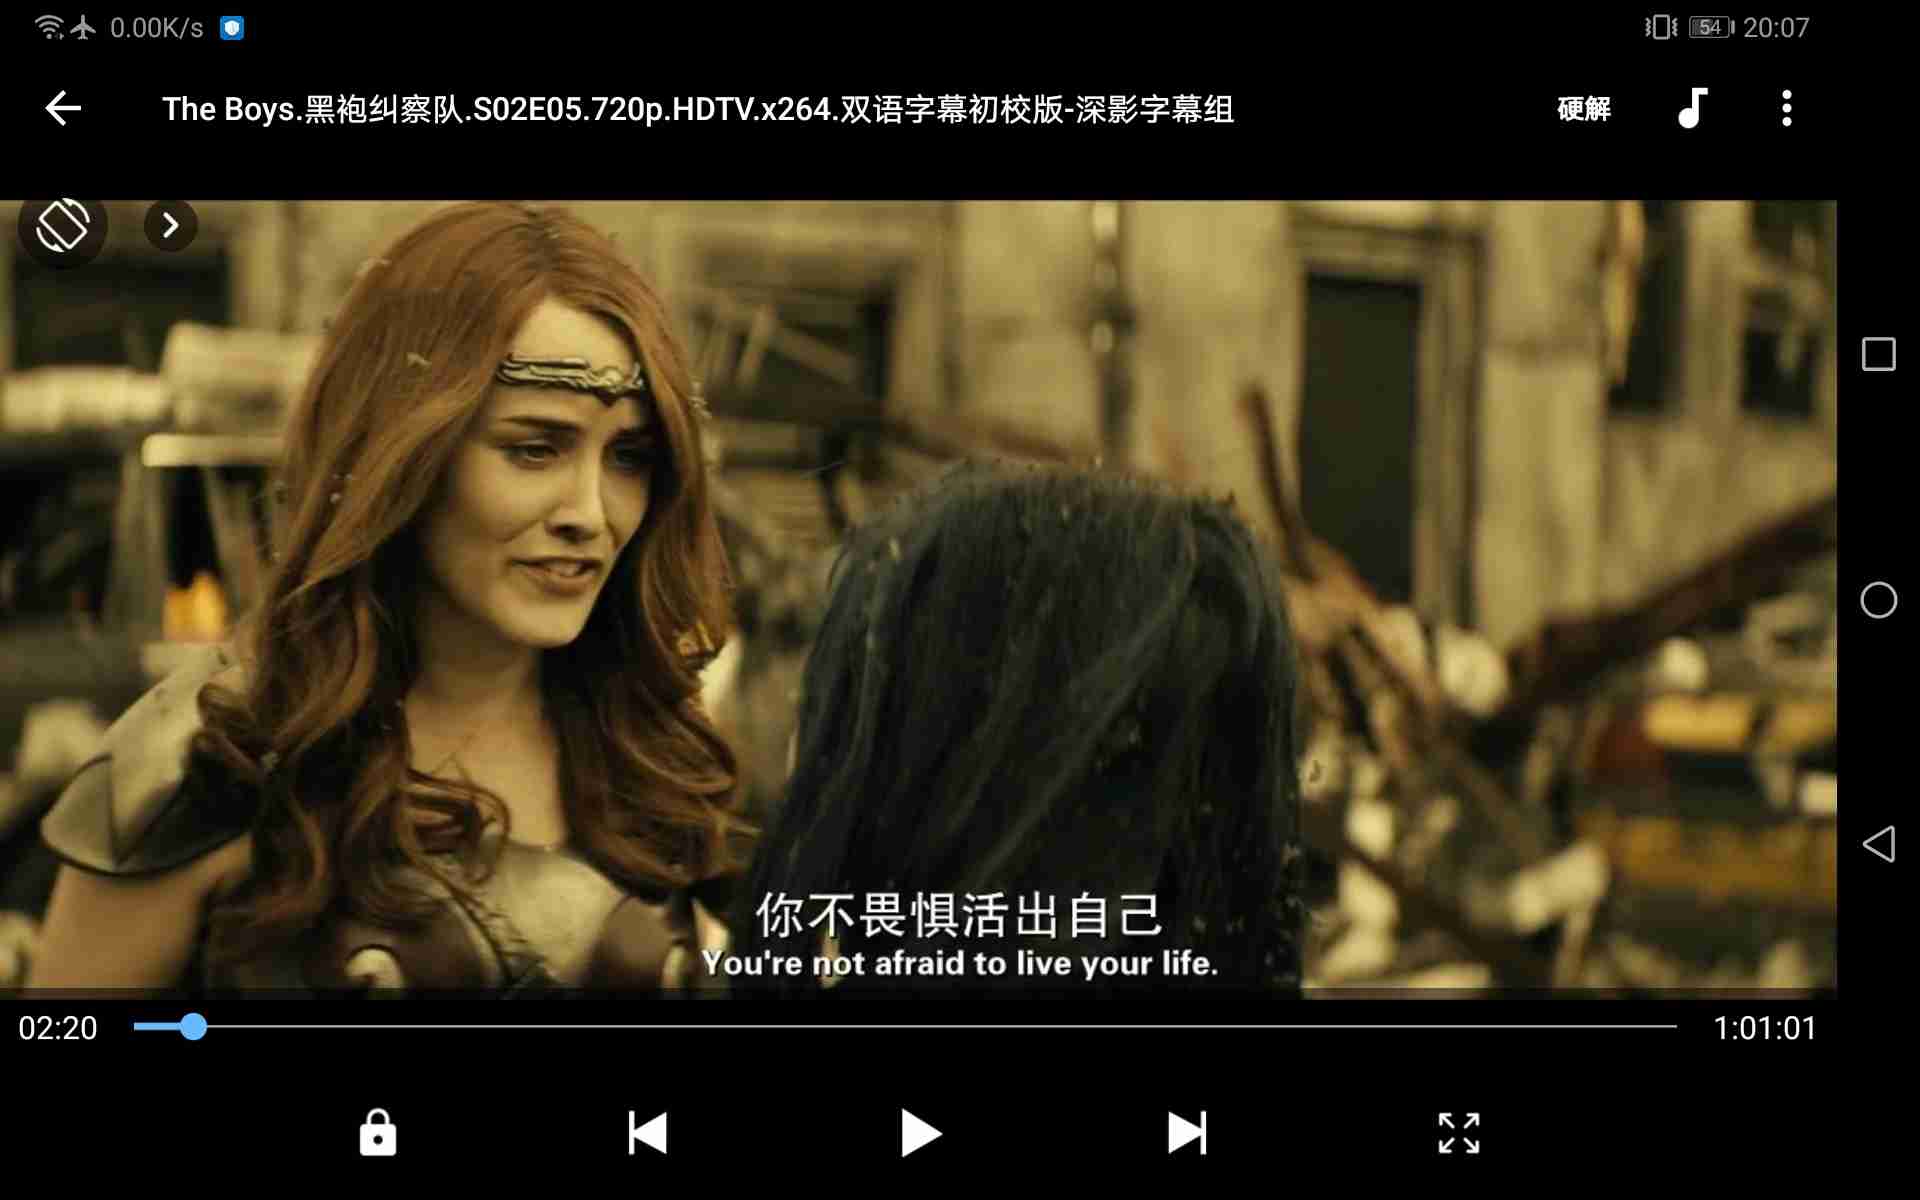 0.00K/s
54 20:07
The Boys.黑袍纠察队.S02E05.720p.HDTV.x264.双语字幕初校版-深影字幕组
硬解
你不畏惧活出自己
You're not afraid to live your life.
02:20
1:01:01